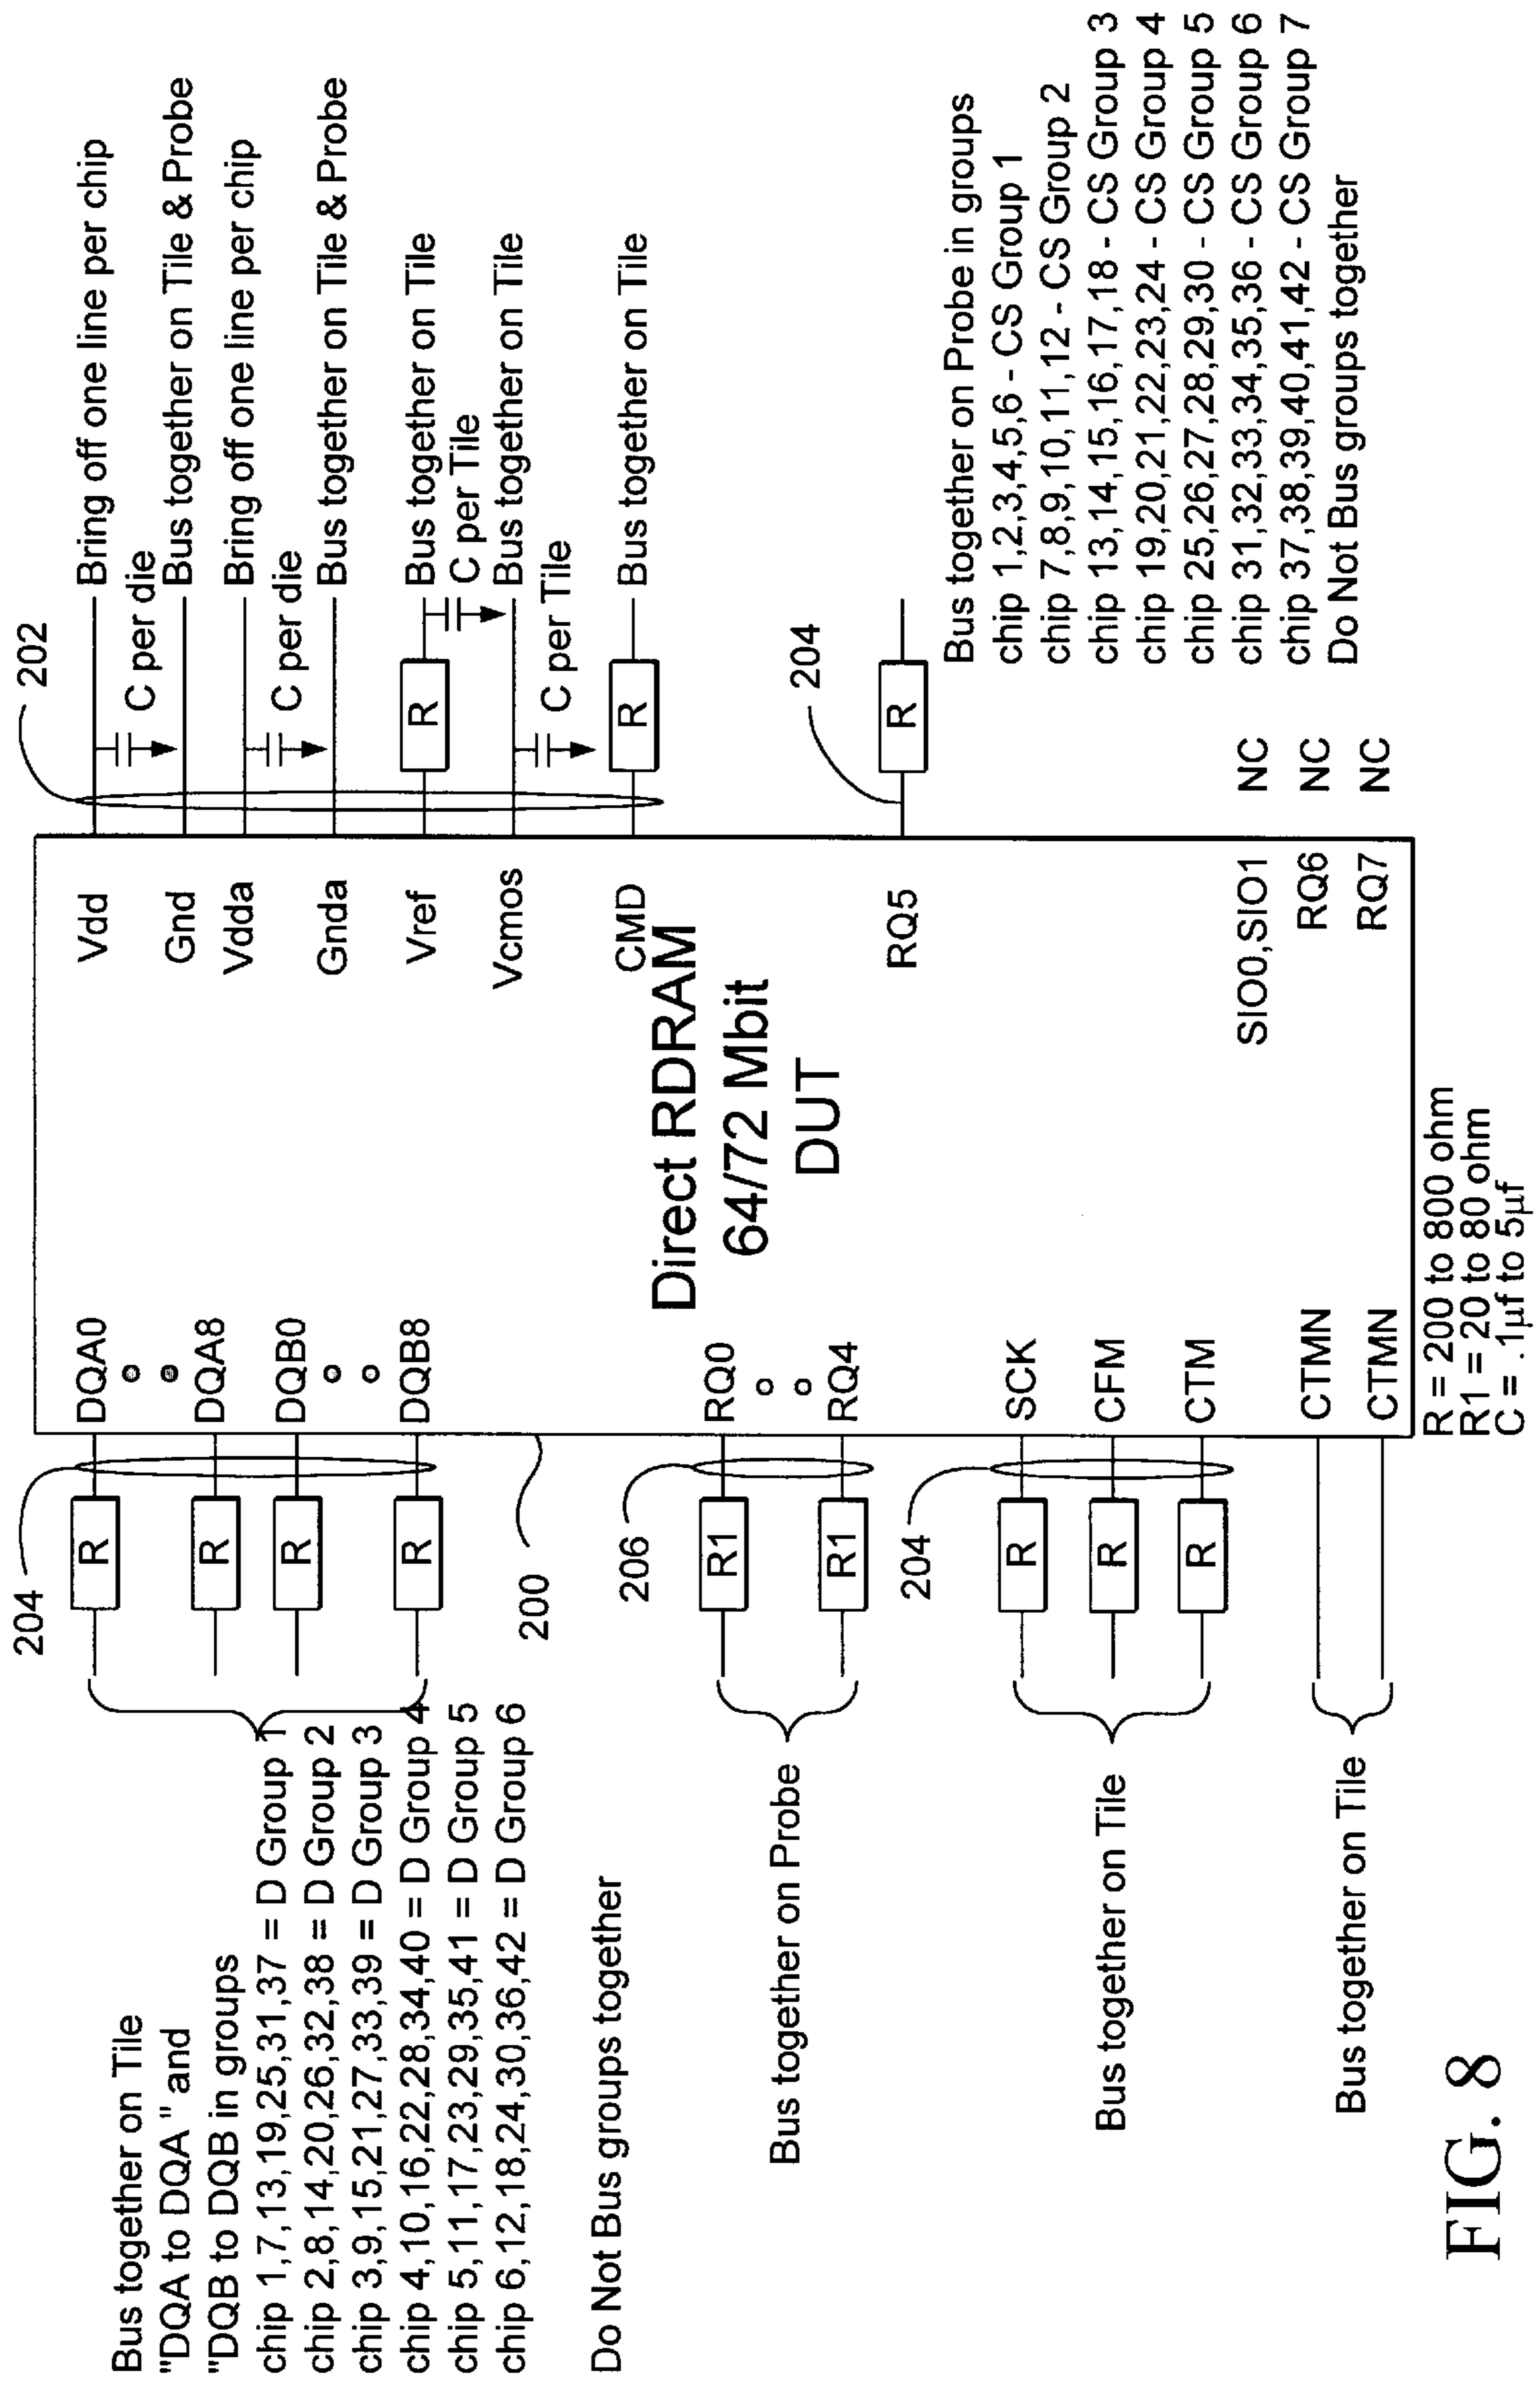 Bus together on Tile
"DQA to DQA " and
"DQB to DQB in groups
chip 1,7,13,19,25,31,37 = D Group 1
chip 2,8,14,20,26,32,38 = D Group 2
chip 3,9,15,21,27,33,39 = D Group 3
chip 4,10,16,22,28,34,40 = D Group 4
chip 5,11,17,23,29,35,41 = D Group 5
chip 6,12,18,24,30,36,42 = D Group 6
Do Not Bus groups together
Bus together on Probe
Bus together on Tile
Bus together on Tile
204
R
R
R
R
200
206
R1
R1
204
R
R
R
DQA0
DQA8
DQB0
DQB8
RQ0
RQ4
SCK
CFM
CTM
CTMN
CTMN
Direct RDRAM
64/72 Mbit
DUT
Vdd
Gnd
Vdda
Gnda
Vref
Vcmos
CMD
RQ5
SIO0,SIO1
RQ6
RQ7
NC
NC
NC
202
Bring off one line per chip
C per die
Bus together on Tile & Probe
Bring off one line per chip
C per die
Bus together on Tile & Probe
R
Bus together on Tile
C per Tile
Bus together on Tile
C per Tile
R
Bus together on Tile
204
R
Bus together on Probe in groups
chip 1,2,3,4,5,6 - CS Group 1
chip 7,8,9,10,11,12 - CS Group 2
chip 13,14,15,16,17,18 - CS Group 3
chip 19,20,21,22,23,24 - CS Group 4
chip 25,26,27,28,29,30 - CS Group 5
chip 31,32,33,34,35,36 - CS Group 6
chip 37,38,39,40,41,42 - CS Group 7
Do Not Bus groups together
R = 200 to 800 ohm
R1 = 20 to 80 ohm
C = .1µf to 5µf
FIG. 8